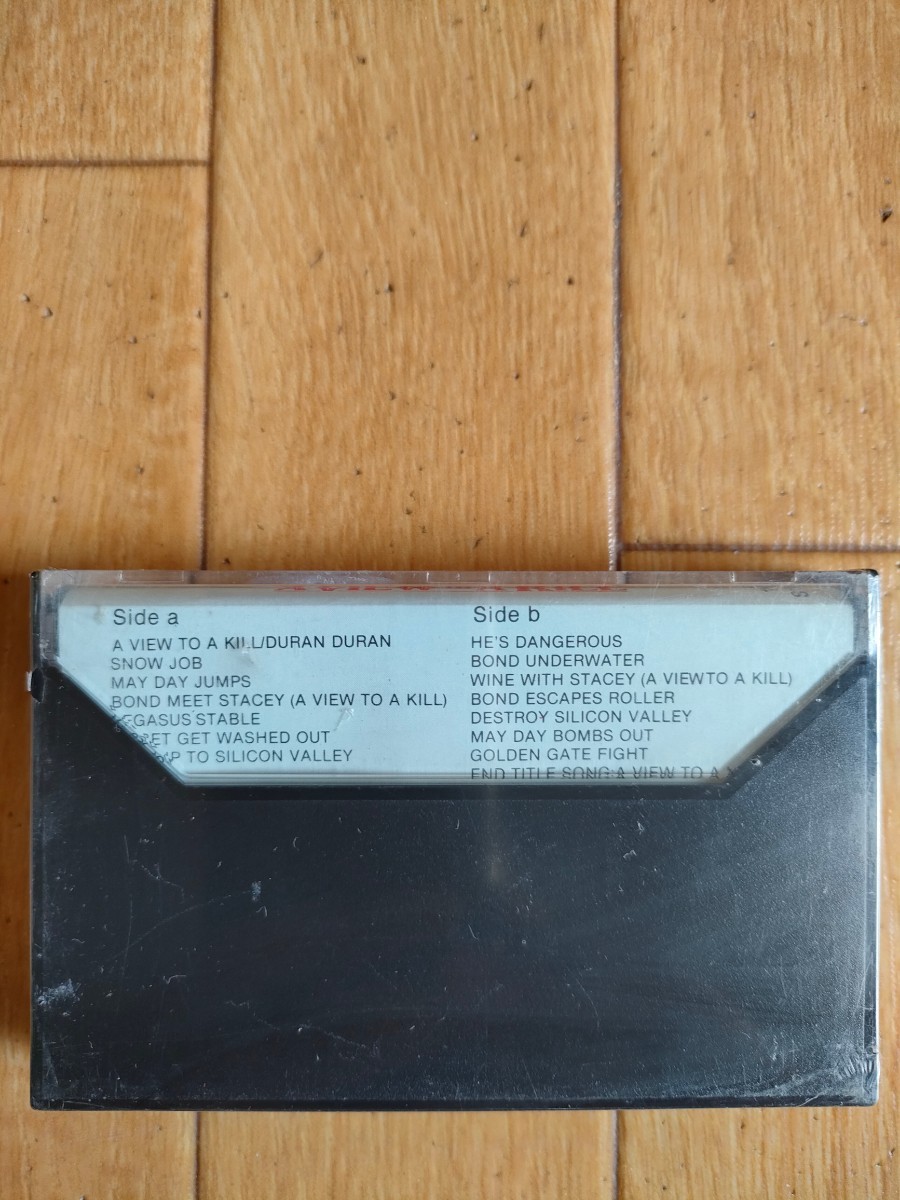 Side a
A VIEW TO A KILL/DURAN DURAN
SNOW JOB
MAY DAY JUMPS
BOND MEET STACEY (A VIEW TO A KILL)
STABLE
GET WASHED OUT
TO SILICON VALLEY
Side b
HE'S DANGEROUS
BOND UNDERWATER
WINE WITH STACEY (A VIEWTO A KILL)
BOND ESCAPES ROLLER
DESTROY SILICON VALLEY
MAY DAY BOMBS OUT
GOLDEN GATE FIGHT
END TITLE SONG:A VIEW TO A